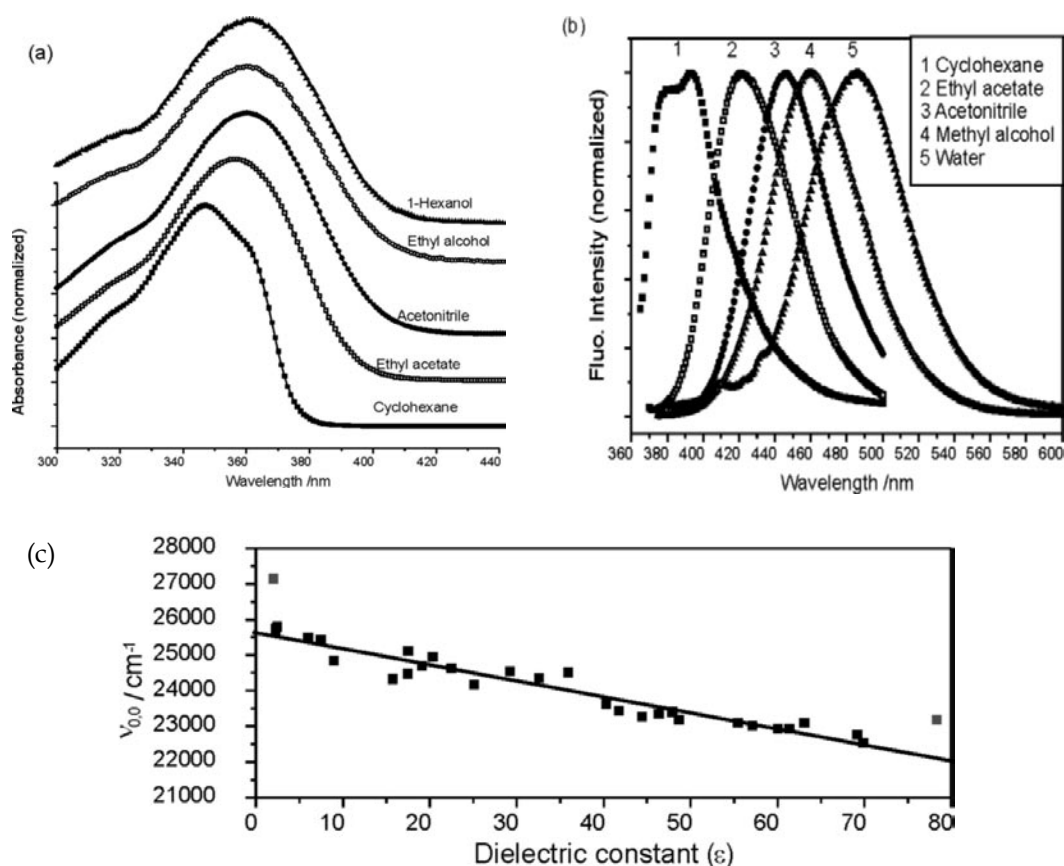 (a)
Absorbance (normalized)
1-Hexanol
Ethyl alcohol
Acetonitrile
Ethyl acetate
Cyclohexane
300 320 340 360 380 400 420 440
Wavelength /nm
(b)
1 2 3 4 5
1 Cyclohexane
2 Ethyl acetate
3 Acetonitrile
4 Methyl alcohol
5 Water
Fluo. Intensity (normalized)
360 380 400 420 440 460 480 500 520 540 560 580 600
Wavelength /nm
(c)
28000
27000
26000
25000
24000
23000
22000
21000
ν0,0 / cm-1
0 10 20 30 40 50 60 70 80
Dielectric constant (ε)